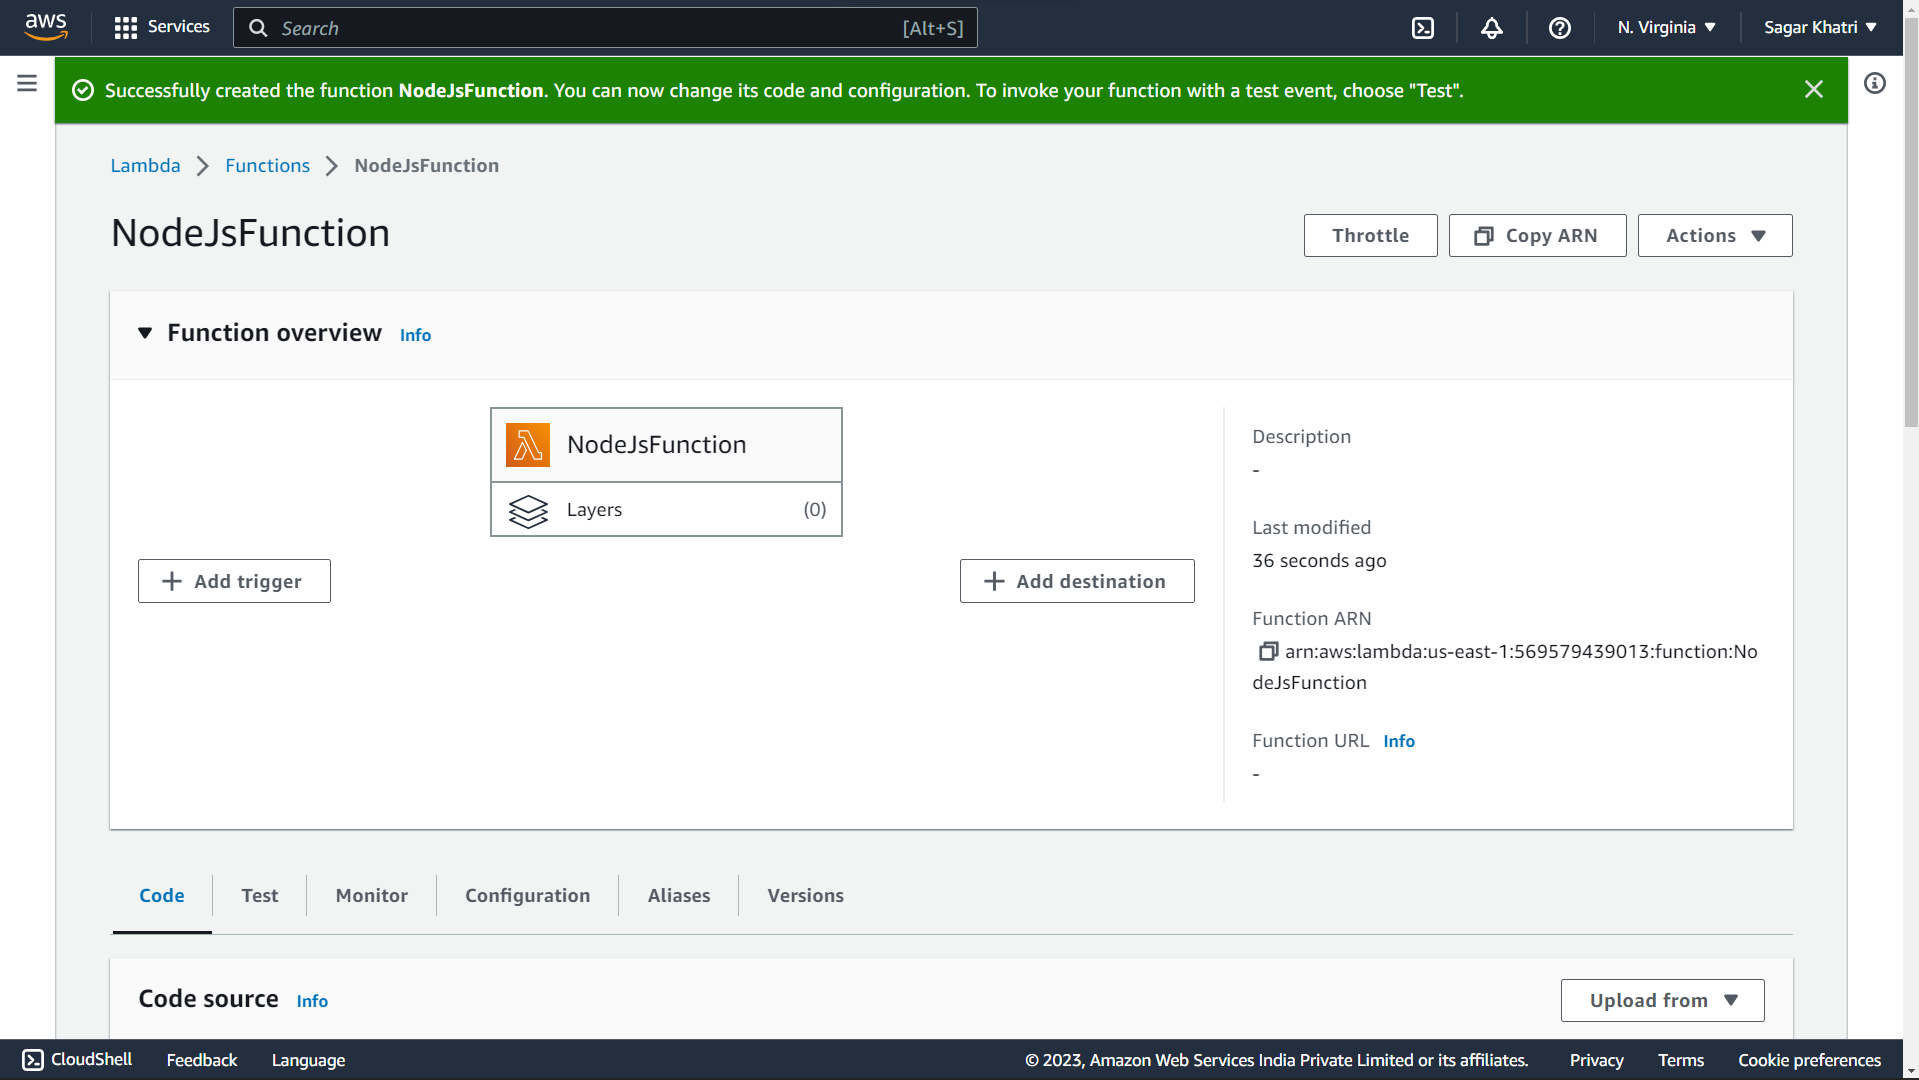 aws
Services
Search
[Alt+S]
N. Virginia
Sagar Khatri
Successfully created the function NodeJsFunction. You can now change its code and configuration. To invoke your function with a test event, choose "Test".
Lambda
Functions
NodeJsFunction
NodeJsFunction
Throttle
Copy ARN
Actions
Function overview
Info
NodeJsFunction
Layers
(0)
Add trigger
Add destination
Description
-
Last modified
36 seconds ago
Function ARN
arn:aws:lambda:us-east-1:569579439013:function:No
deJsFunction
Function URL
Info
-
Code
Test
Monitor
Configuration
Aliases
Versions
Code source
Info
Upload from
CloudShell
Feedback
Language
© 2023, Amazon Web Services India Private Limited or its affiliates.
Privacy
Terms
Cookie preferences